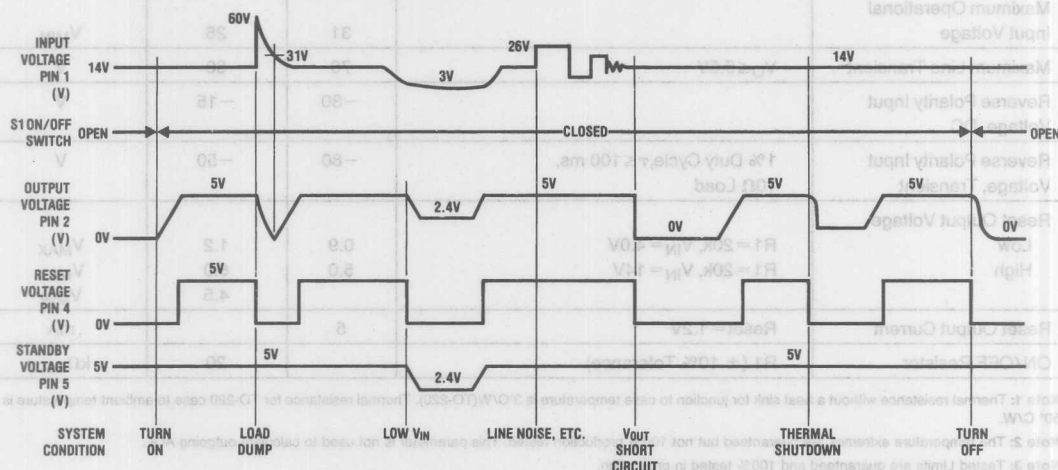 60V
INPUT
VOLTAGE
PIN 1
(V)
14V
31V
3V
26V
14V
S1 ON/OFF
SWITCH
OPEN
CLOSED
OPEN
OUTPUT
VOLTAGE
PIN 2
(V)
0V
5V
2.4V
5V
0V
5V
5V
0V
RESET
VOLTAGE
PIN 4
(V)
0V
5V
STANDBY
VOLTAGE
PIN 5
(V)
5V
5V
2.4V
5V
SYSTEM
CONDITION
TURN
ON
LOAD
DUMP
LOW VIN
LINE NOISE, ETC.
VOUT
SHORT
CIRCUIT
THERMAL
SHUTDOWN
TURN
OFF